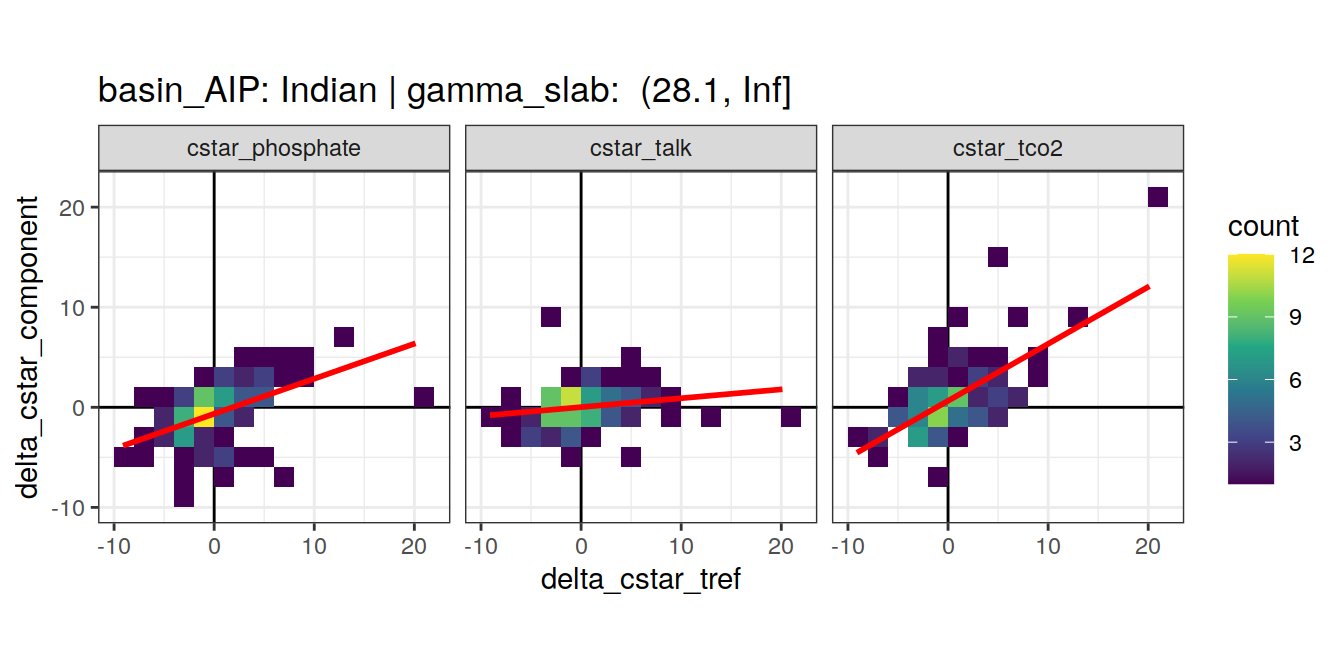 basin_AIP: Indian | gamma_slab:  (28.1, Inf]
cstar_phosphate
cstar_talk
cstar_tco2
delta_cstar_component
20
10
0
-10
-10 0 10 20
-10 0 10 20
-10 0 10 20
delta_cstar_tref
count
12
9
6
3